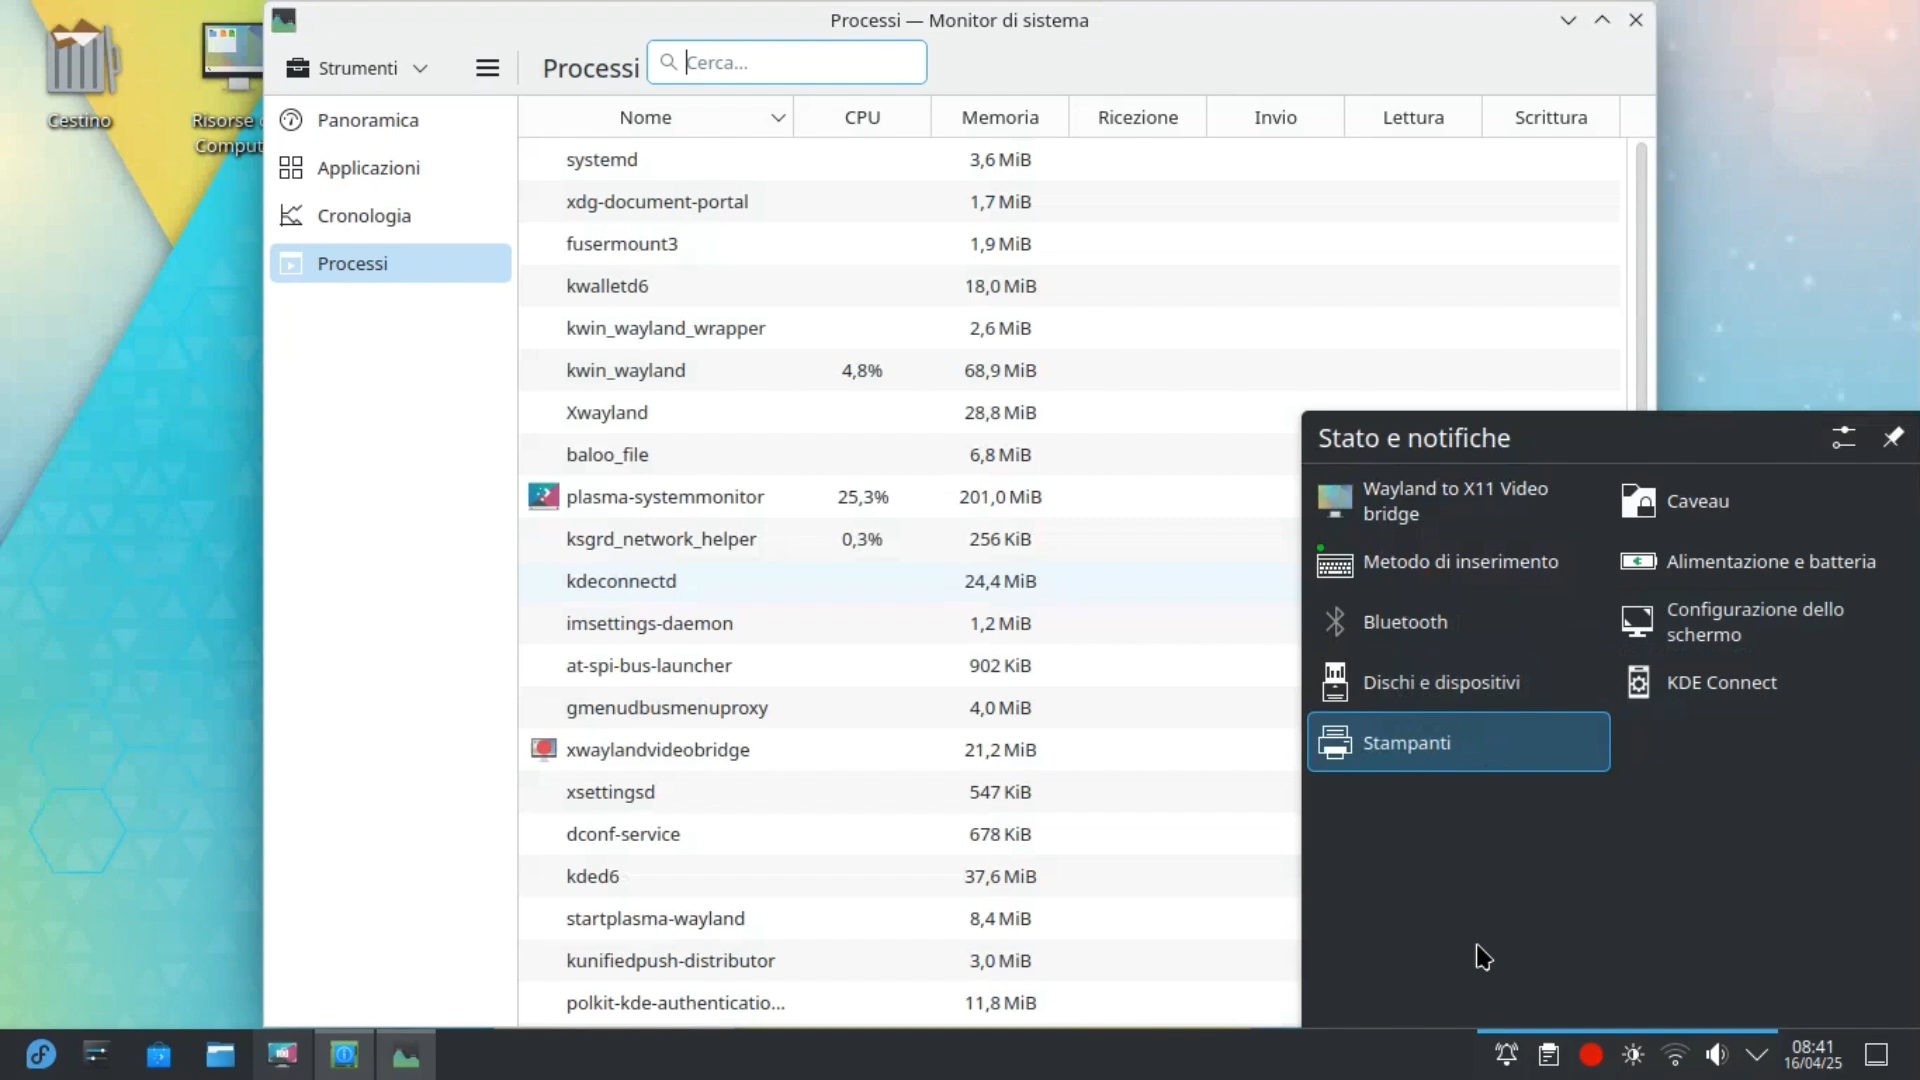 Cestino
Risorse
Comput
Processi — Monitor di sistema
Strumenti
Processi
Cerca...
Panoramica
Applicazioni
Cronologia
Processi
Nome CPU Memoria Ricezione Invio Lettura Scrittura
systemd 3,6 MiB
xdg-document-portal 1,7 MiB
fusermount3 1,9 MiB
kwalletd6 18,0 MiB
kwin_wayland_wrapper 2,6 MiB
kwin_wayland 4,8% 68,9 MiB
Xwayland 28,8 MiB
baloo_file 6,8 MiB
plasma-systemmonitor 25,3% 201,0 MiB
ksgrd_network_helper 0,3% 256 KiB
kdeconnectd 24,4 MiB
imsettings-daemon 1,2 MiB
at-spi-bus-launcher 902 KiB
gmenudbusmenuproxy 4,0 MiB
xwaylandvideobridge 21,2 MiB
xsettingsd 547 KiB
dconf-service 678 KiB
kded6 37,6 MiB
startplasma-wayland 8,4 MiB
kunifiedpush-distributor 3,0 MiB
polkit-kde-authenticatio... 11,8 MiB
Stato e notifiche
Wayland to X11 Video
bridge
Caveau
Metodo di inserimento
Alimentazione e batteria
Bluetooth
Configurazione dello
schermo
Dischi e dispositivi
KDE Connect
Stampanti
08:41
16/04/25